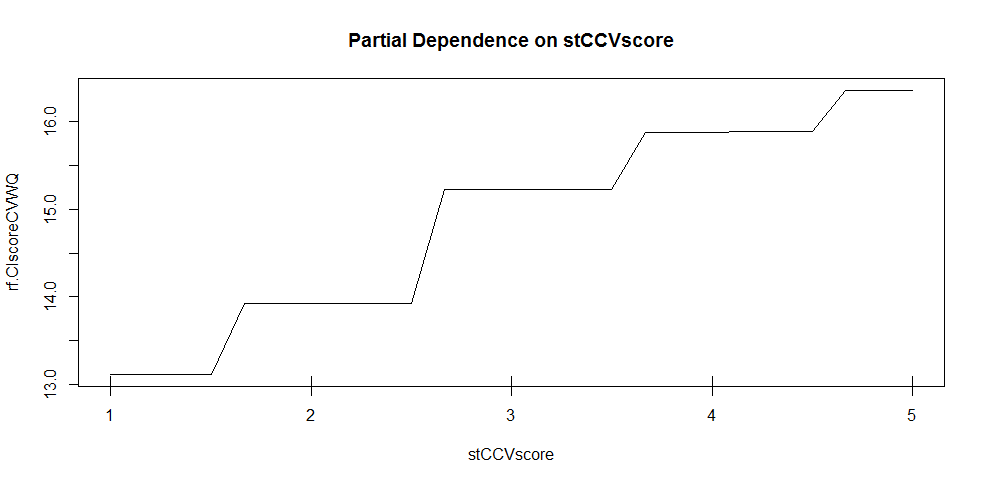 Partial Dependence on stCCVscore
rf.CIscoreCVWQ
16.0
15.0
14.0
13.0
1 2 3 4 5
stCCVscore